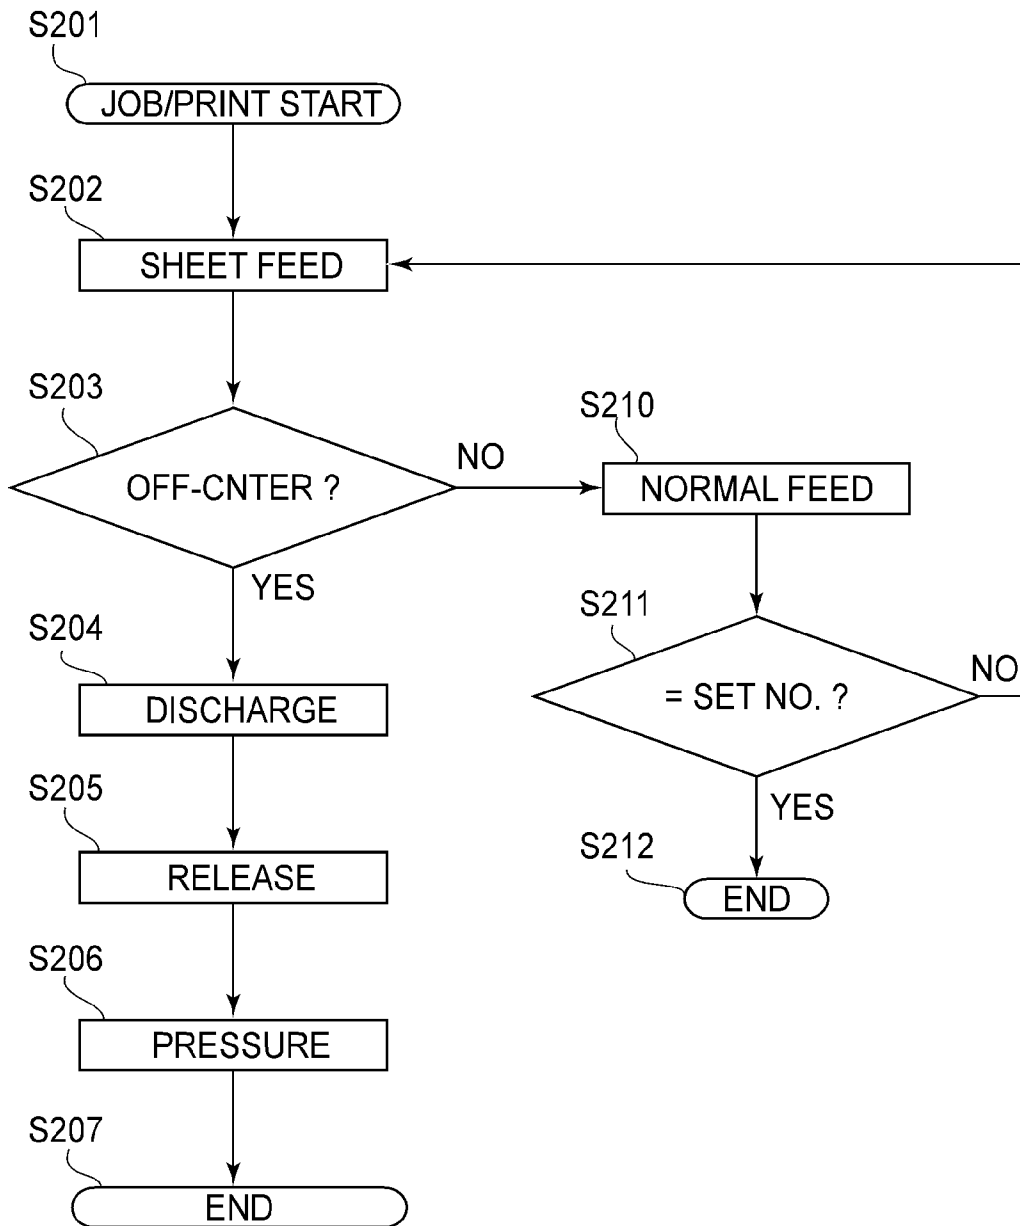 S201
JOB/PRINT START
S202
SHEET FEED
S203
OFF-CNTER ?
NO
YES
S210
NORMAL FEED
S211
= SET NO. ?
NO
YES
S212
END
S204
DISCHARGE
S205
RELEASE
S206
PRESSURE
S207
END